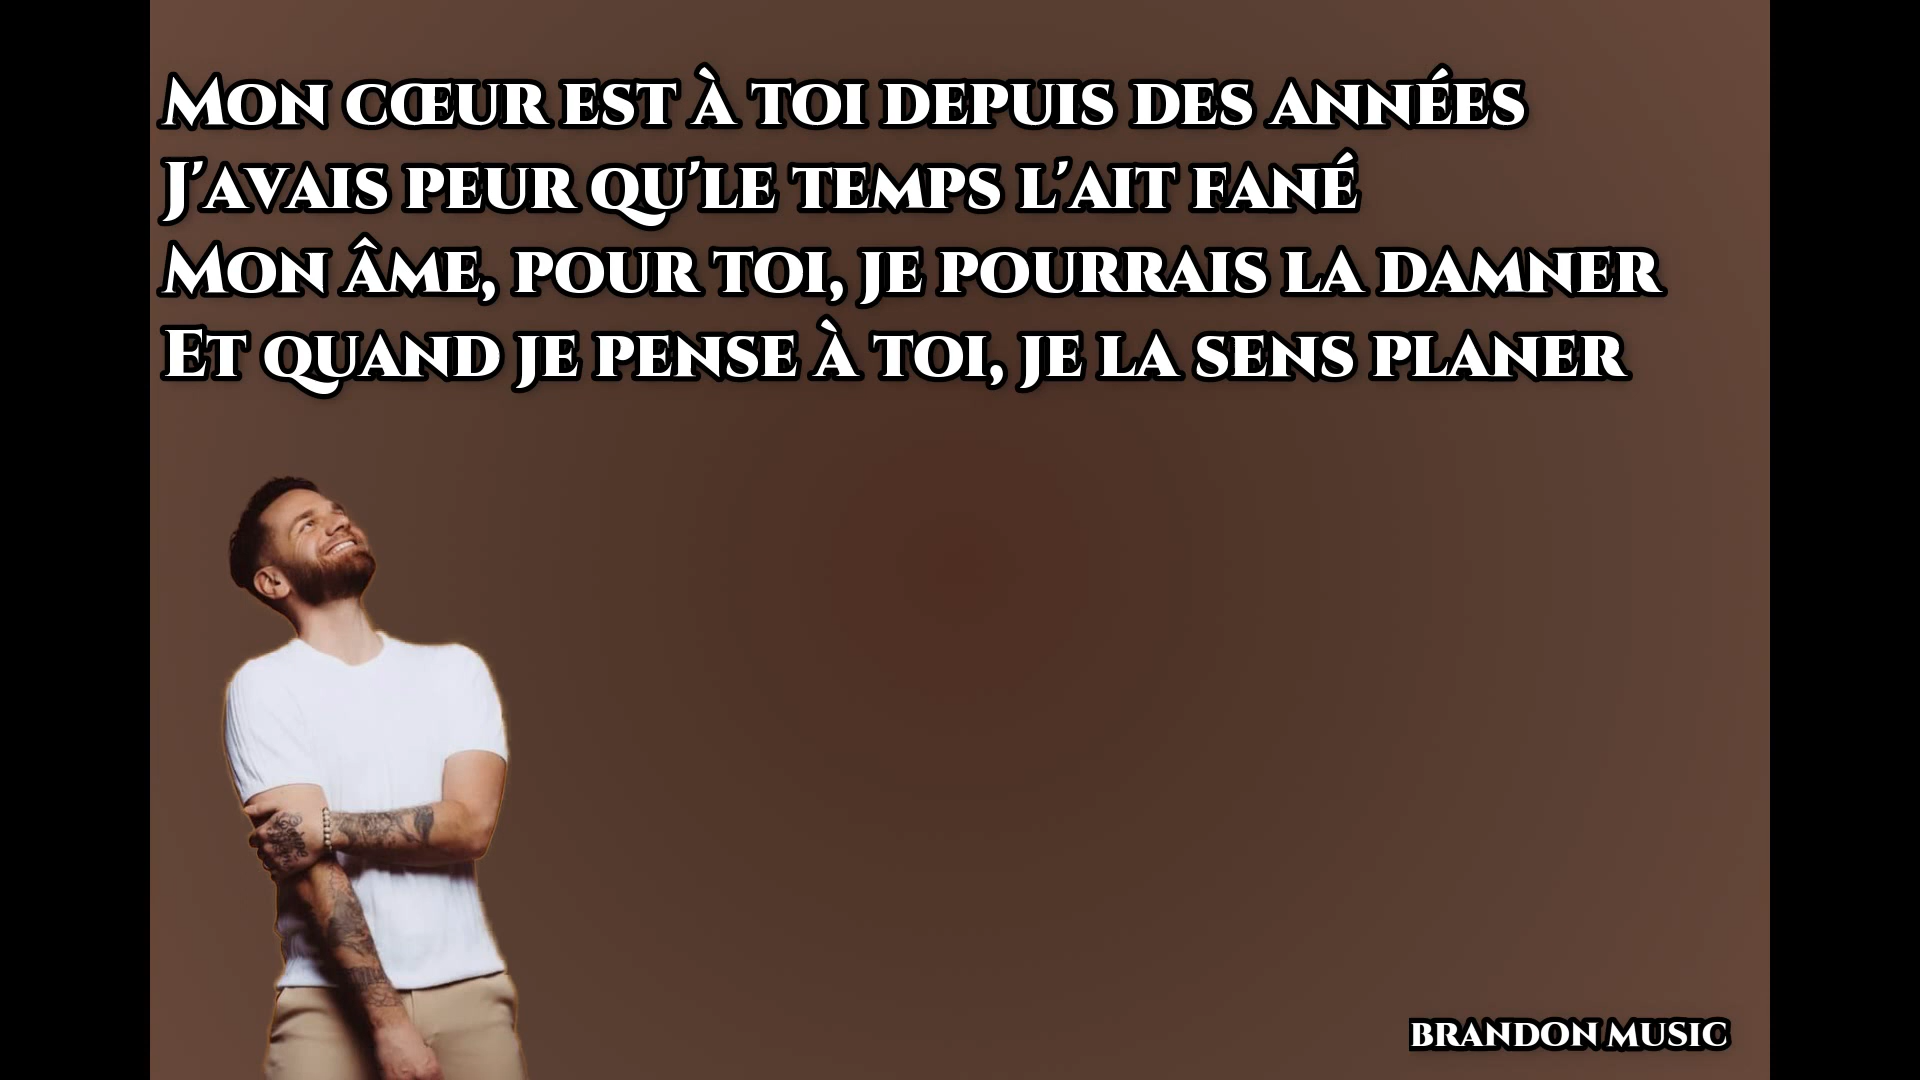 Mon cœur est à toi depuis des années
J'avais peur qu'le temps l'ait fané
Mon âme, pour toi, je pourrais la damner
Et quand je pense à toi, je la sens planer
BRANDON MUSIC